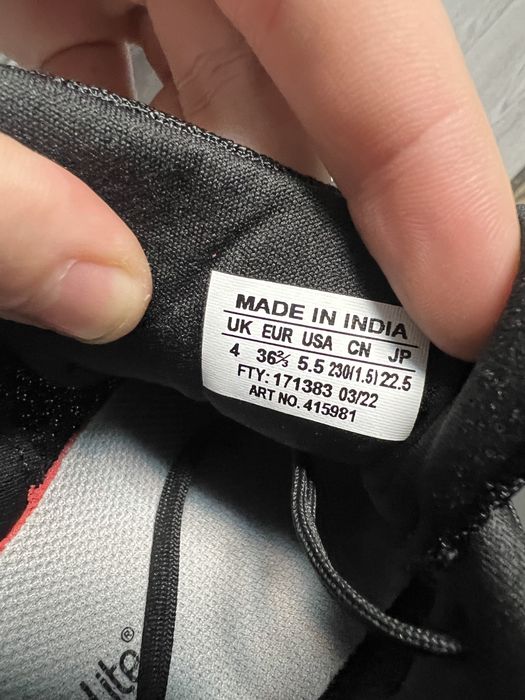 MADE IN INDIA
UK EUR USA CN JP
4 36⅔ 5.5 230(1.5) 22.5
FTY: 171383 03/22
ART NO. 415981
Lite®